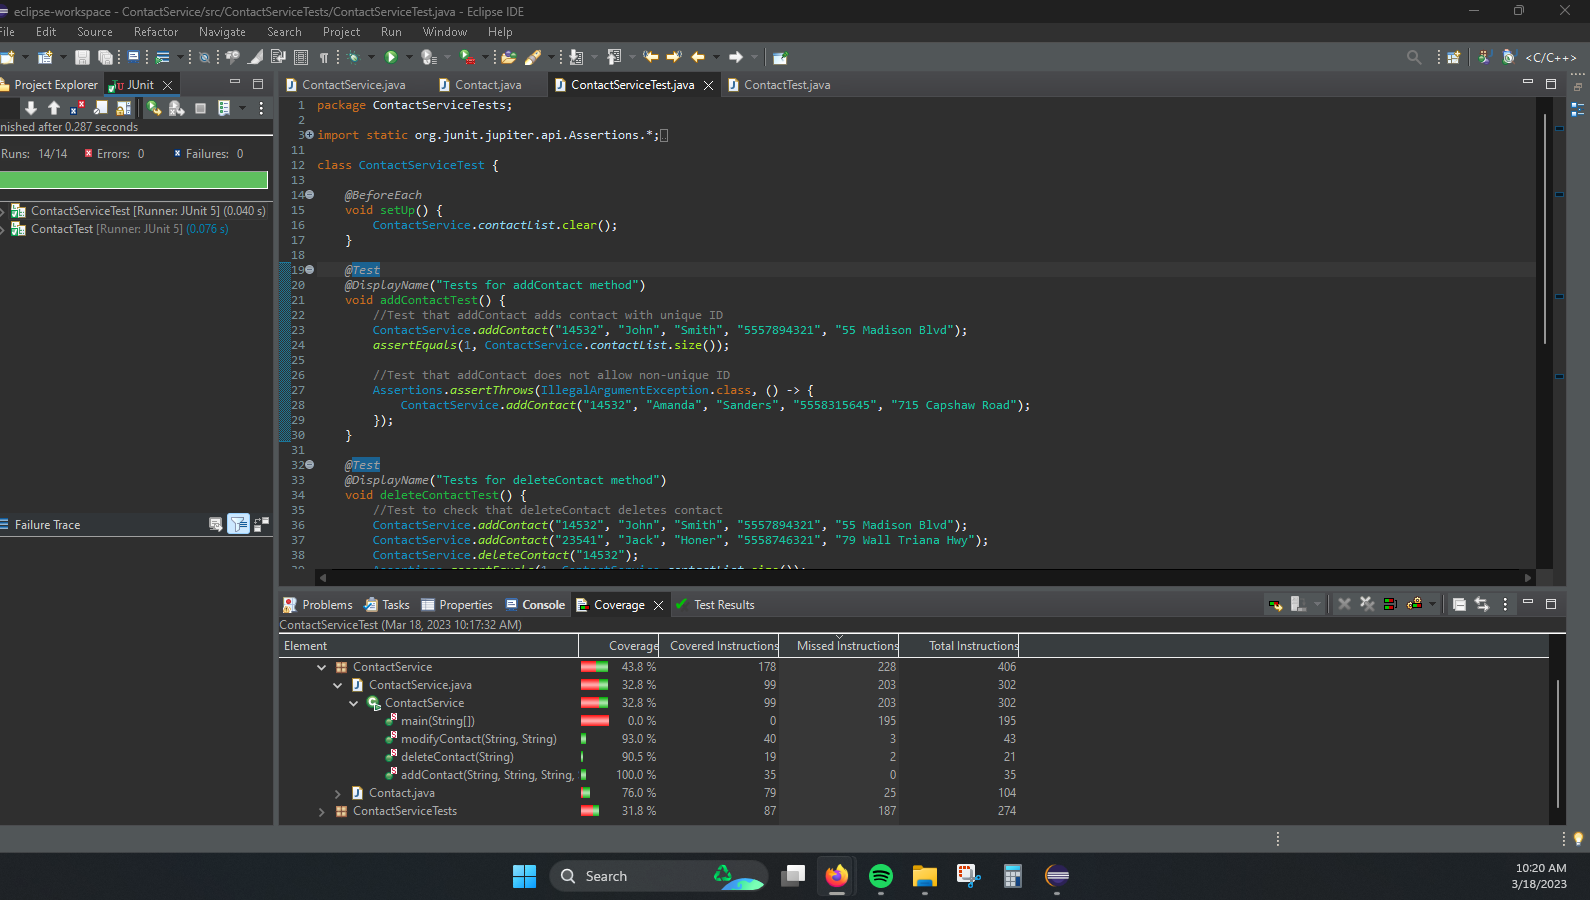 eclipse-workspace - ContactService/src/ContactServiceTests/ContactServiceTest.java - Eclipse IDE
File Edit Source Refactor Navigate Search Project Run Window Help
<C/C++>
Project Explorer JUnit
nished after 0.287 seconds
Runs: 14/14 Errors: 0 Failures: 0
ContactServiceTest [Runner: JUnit 5] (0.040 s)
ContactTest [Runner: JUnit 5] (0.076 s)
Failure Trace
ContactService.java Contact.java ContactServiceTest.java ContactTest.java
1 package ContactServiceTests;
2
3 import static org.junit.jupiter.api.Assertions.*;
11
12 class ContactServiceTest {
13
14 @BeforeEach
15 void setUp() {
16 ContactService.contactList.clear();
17 }
18
19 @Test
20 @DisplayName("Tests for addContact method")
21 void addContactTest() {
22 //Test that addContact adds contact with unique ID
23 ContactService.addContact("14532", "John", "Smith", "5557894321", "55 Madison Blvd");
24 assertEquals(1, ContactService.contactList.size());
25
26 //Test that addContact does not allow non-unique ID
27 Assertions.assertThrows(IllegalArgumentException.class, () -> {
28 ContactService.addContact("14532", "Amanda", "Sanders", "5558315645", "715 Capshaw Road");
29 });
30 }
31
32 @Test
33 @DisplayName("Tests for deleteContact method")
34 void deleteContactTest() {
35 //Test to check that deleteContact deletes contact
36 ContactService.addContact("14532", "John", "Smith", "5557894321", "55 Madison Blvd");
37 ContactService.addContact("23541", "Jack", "Honer", "5558746321", "79 Wall Triana Hwy");
38 ContactService.deleteContact("14532");
39 Assertions.assertEquals(1, ContactService.contactList.size());
Problems Tasks Properties Console Coverage Test Results
ContactServiceTest (Mar 18, 2023 10:17:32 AM)
Element Coverage Covered Instructions Missed Instructions Total Instructions
ContactService 43.8 % 178 228 406
ContactService.java 32.8 % 99 203 302
ContactService 32.8 % 99 203 302
main(String[]) 0.0 % 0 195 195
modifyContact(String, String) 93.0 % 40 3 43
deleteContact(String) 90.5 % 19 2 21
addContact(String, String, String, 100.0 % 35 0 35
Contact.java 76.0 % 79 25 104
ContactServiceTests 31.8 % 87 187 274
Search
10:20 AM
3/18/2023